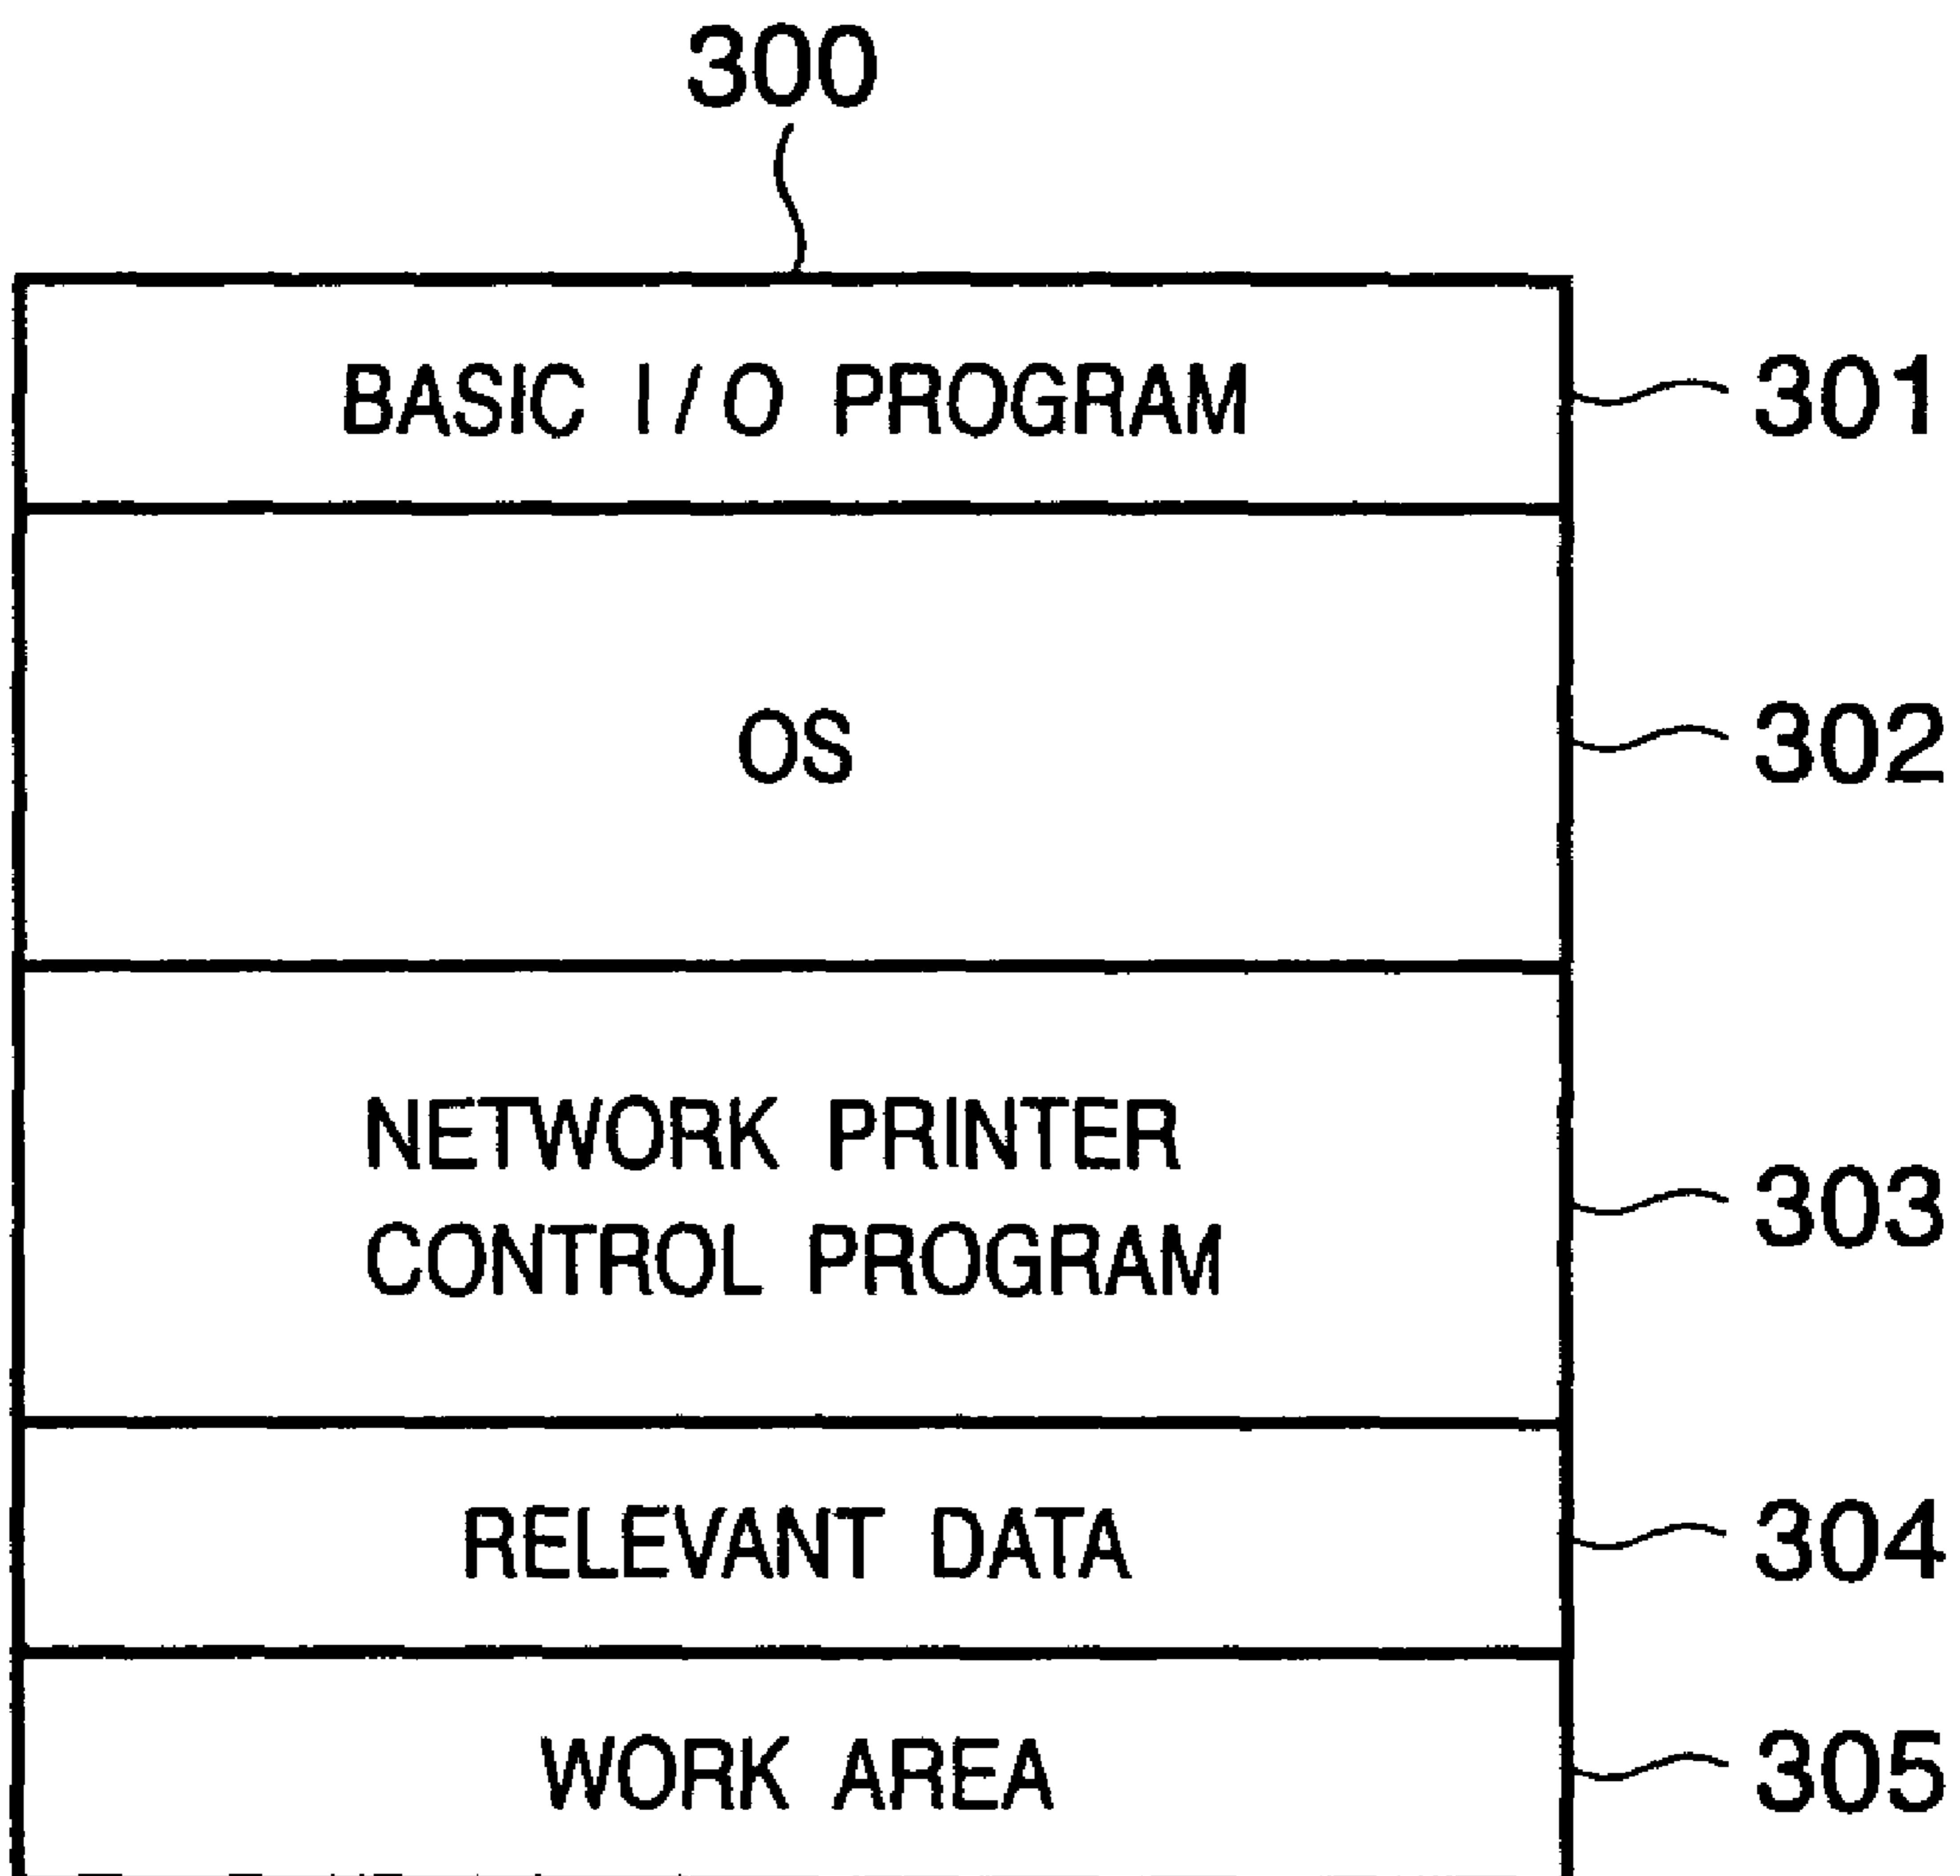 300
BASIC I/O PROGRAM 301
OS 302
NETWORK PRINTER
CONTROL PROGRAM 303
RELEVANT DATA 304
WORK AREA 305